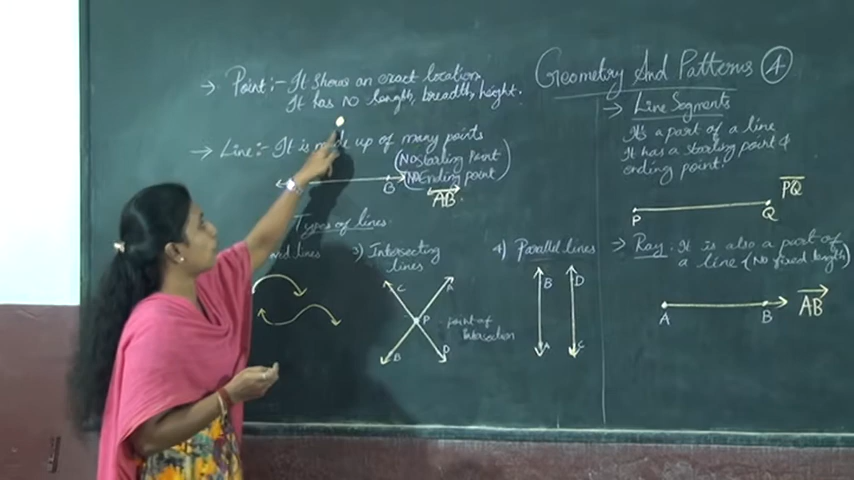 Geometry And Patterns 4
→ Point:- It shows an exact location
It has No length, breadth, height.
→ Line:- It is made up of many points
(No Starting Point
No Ending point)
B
AB
Types of lines
lines
3) Intersecting
lines
C
A
P
point of
Intersection
B
D
4) Parallel lines
B
D
A
C
→ Line Segments
It's a part of a line
It has a starting point &
ending point.
PQ
P
Q
→ Ray. It is also a part of
a line (No fixed length)
A
B
AB